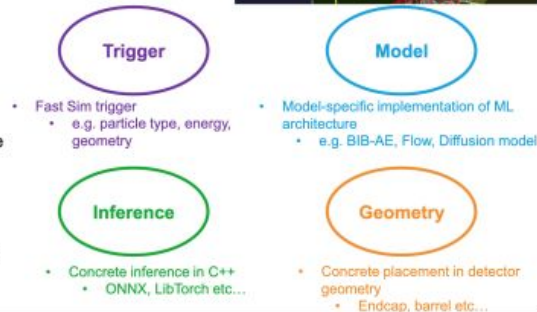 Trigger
Model
• Fast Sim trigger
• e.g. particle type, energy,
geometry
• Model-specific implementation of ML
architecture
• e.g. BIB-AE, Flow, Diffusion model
Inference
Geometry
• Concrete inference in C++
• ONNX, LibTorch etc...
• Concrete placement in detector
geometry
• Endcap, barrel etc...